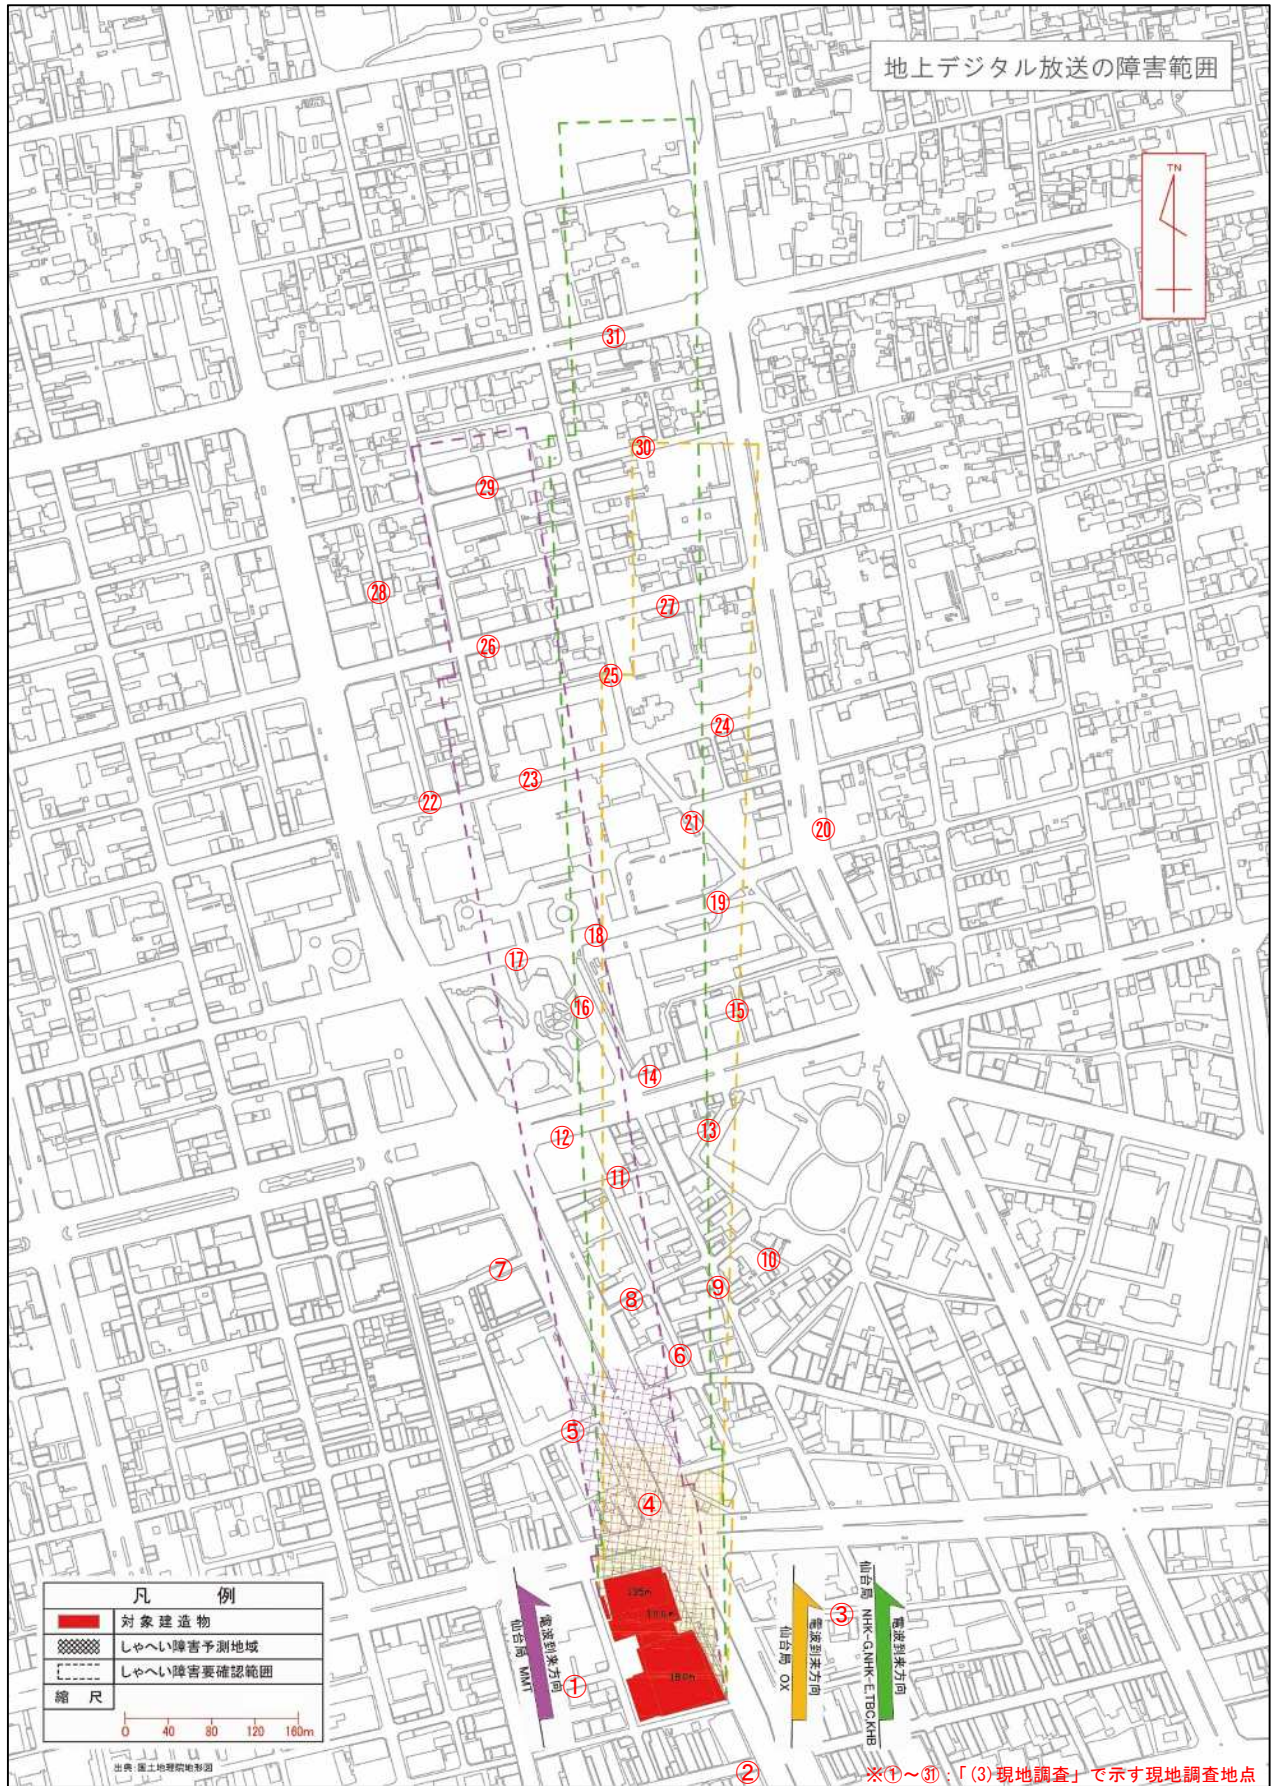 地上デジタル放送の障害範囲
TN
㉛
㉚
㉙
㉘
㉗
㉖
㉕
㉔
㉓
㉒
㉑
⑳
⑲
⑱
⑰
⑯
⑮
⑭
⑬
⑫
⑪
⑩
⑨
⑧
⑦
⑥
⑤
④
③
①
②
電波到来方向
仙台局 MMT
電波到来方向
仙台局 OX
電波到来方向
仙台局 NHK-G,NHK-E,TBC,KHB
凡 例
対象建造物
しゃへい障害予測地域
しゃへい障害要確認範囲
縮 尺
0 40 80 120 160m
出典:国土地理院地形図
※①~㉛:「(3)現地調査」で示す現地調査地点